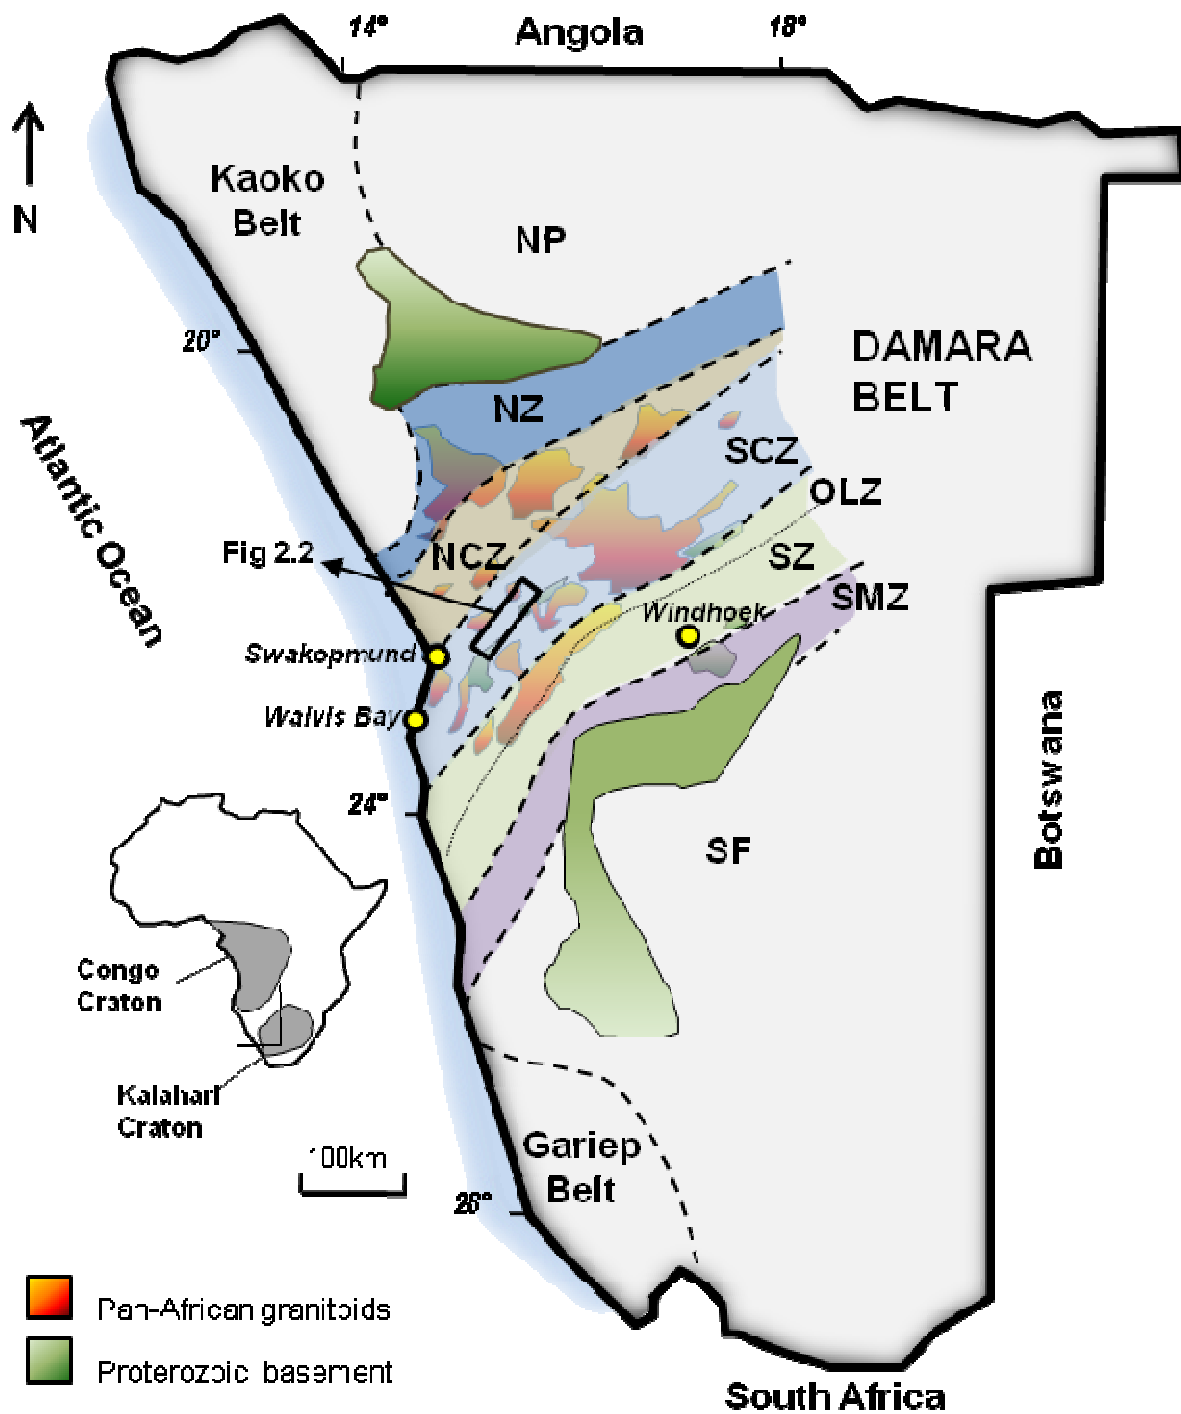 14°
Angola
18°
N
Kaoko
Belt
NP
20°
DAMARA
BELT
NZ
SCZ
OLZ
Atlantic Ocean
Fig 2.2
NCZ
SZ
SMZ
Windhoek
Swakopmund
Walvis Bay
24°
Botswana
SF
Congo
Craton
Kalahari
Craton
100km
Gariep
Belt
26°
Pan-African granitoids
Proterozoic basement
South Africa